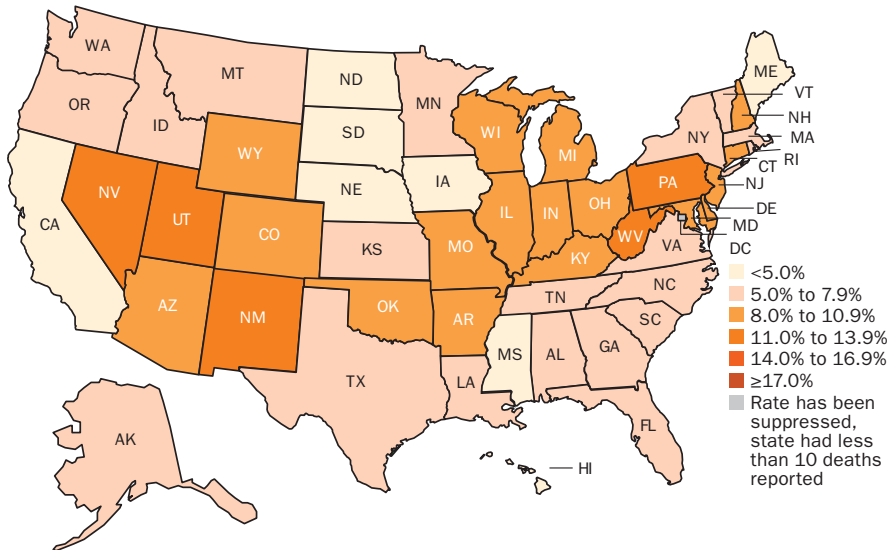 WA
MT
ND
MN
ME
VT
NH
OR
ID
SD
WI
NY
MA
WY
MI
RI
CT
NE
IA
PA
NJ
NV
UT
CO
IL
IN
OH
DE
CA
KS
MO
WV
VA
MD
KY
DC
AZ
NM
OK
AR
TN
NC
SC
TX
LA
MS
AL
GA
FL
AK
HI
<5.0%
5.0% to 7.9%
8.0% to 10.9%
11.0% to 13.9%
14.0% to 16.9%
≥17.0%
Rate has been
suppressed,
state had less
than 10 deaths
reported